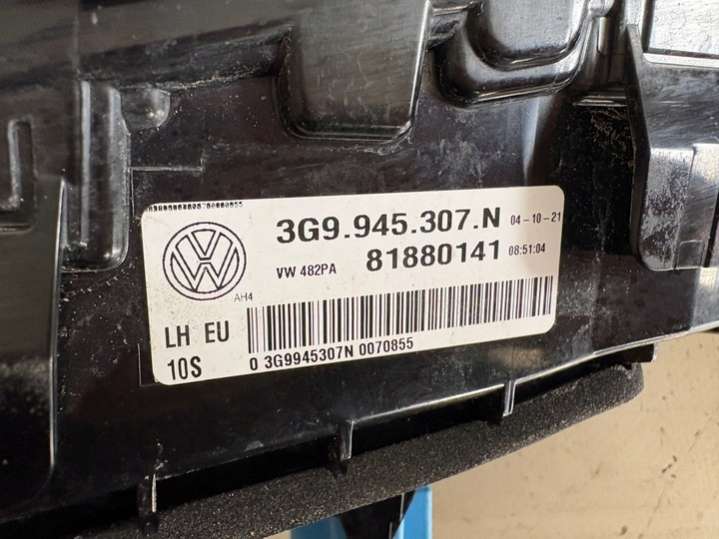 3G9.945.307.N 04-10-21
VW 482PA 81880141 08:51:04
AH4
LH EU
10S
0 3G9945307N 0070855